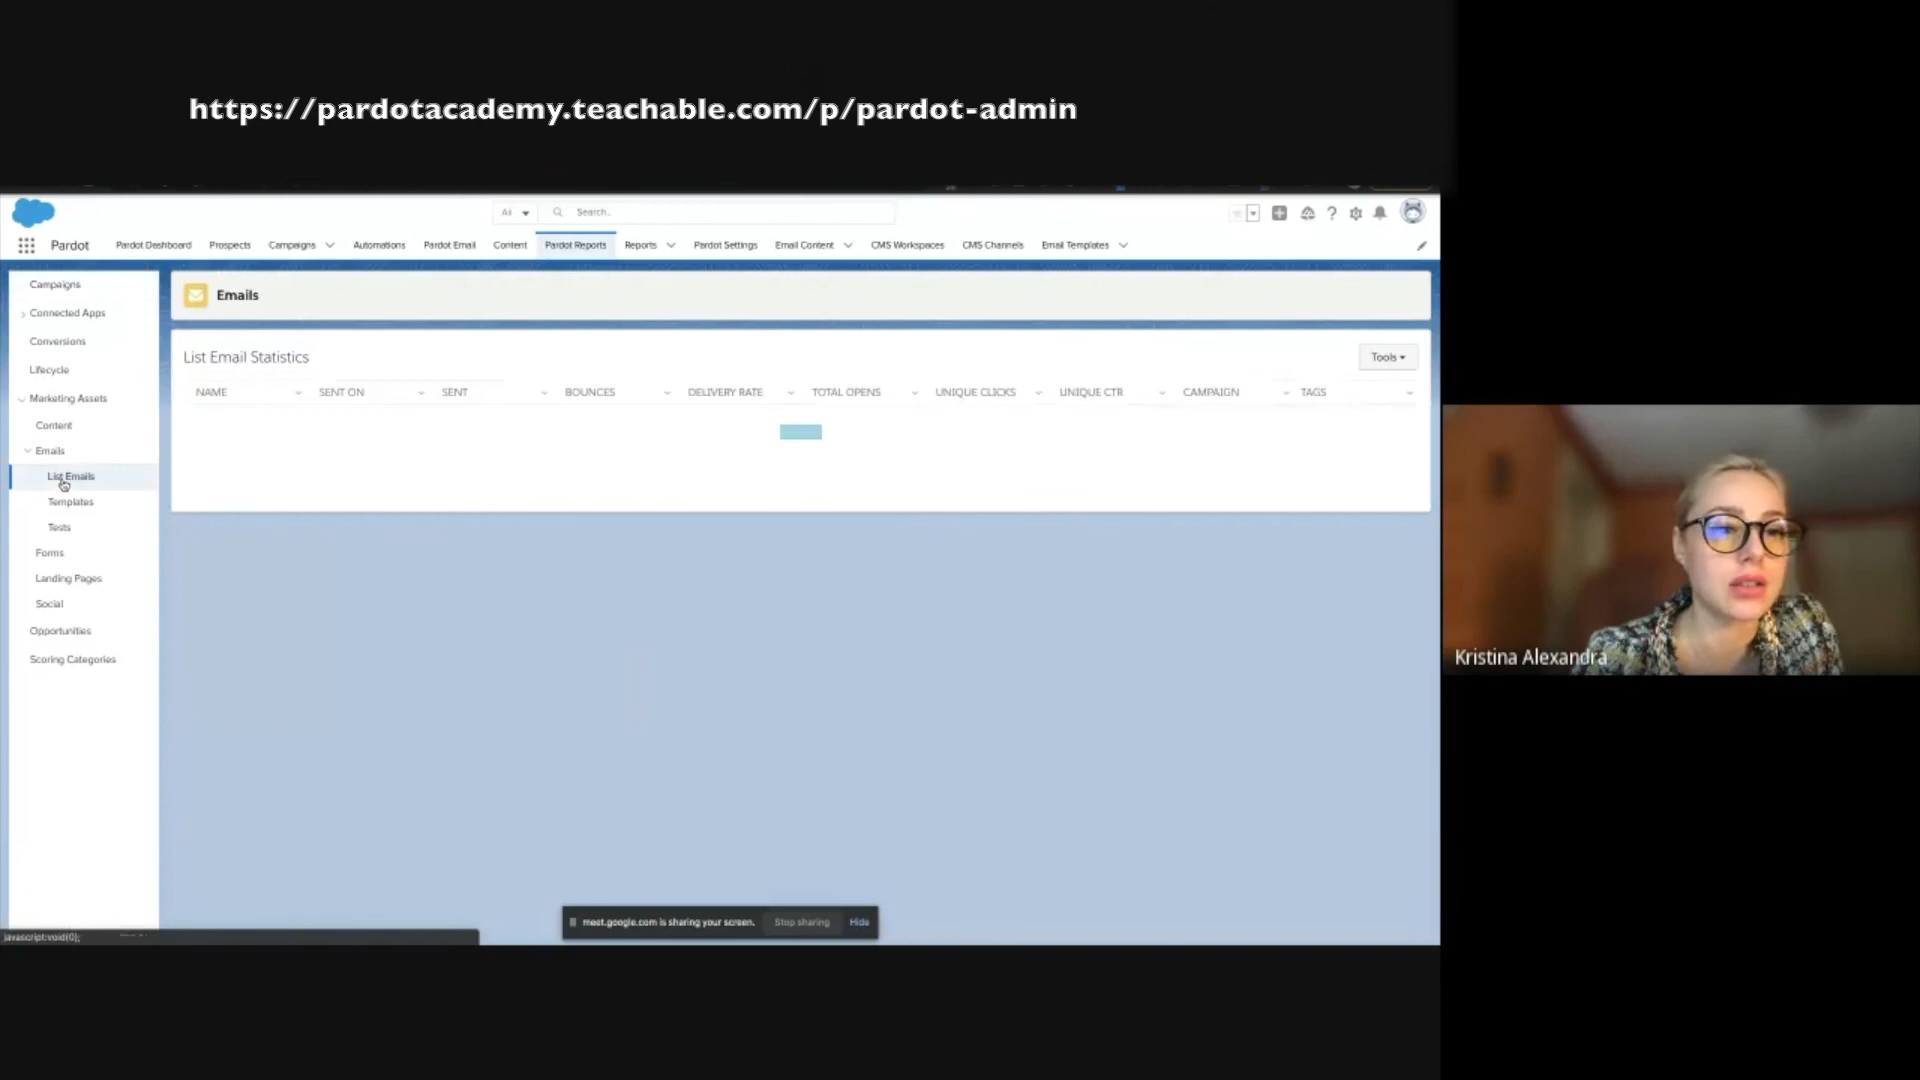 https://pardotacademy.teachable.com/p/pardot-admin
All
Search..
Pardot
Pardot Dashboard
Prospects
Campaigns
Automations
Pardot Email
Content
Pardot Reports
Reports
Pardot Settings
Email Content
CMS Workspaces
CMS Channels
Email Templates
Campaigns
Connected Apps
Conversions
Lifecycle
Marketing Assets
Content
Emails
List Emails
Templates
Tests
Forms
Landing Pages
Social
Opportunities
Scoring Categories
Emails
List Email Statistics
Tools
NAME
SENT ON
SENT
BOUNCES
DELIVERY RATE
TOTAL OPENS
UNIQUE CLICKS
UNIQUE CTR
CAMPAIGN
TAGS
Kristina Alexandra
meet.google.com is sharing your screen.
Stop sharing
Hide
javascript:void(0);